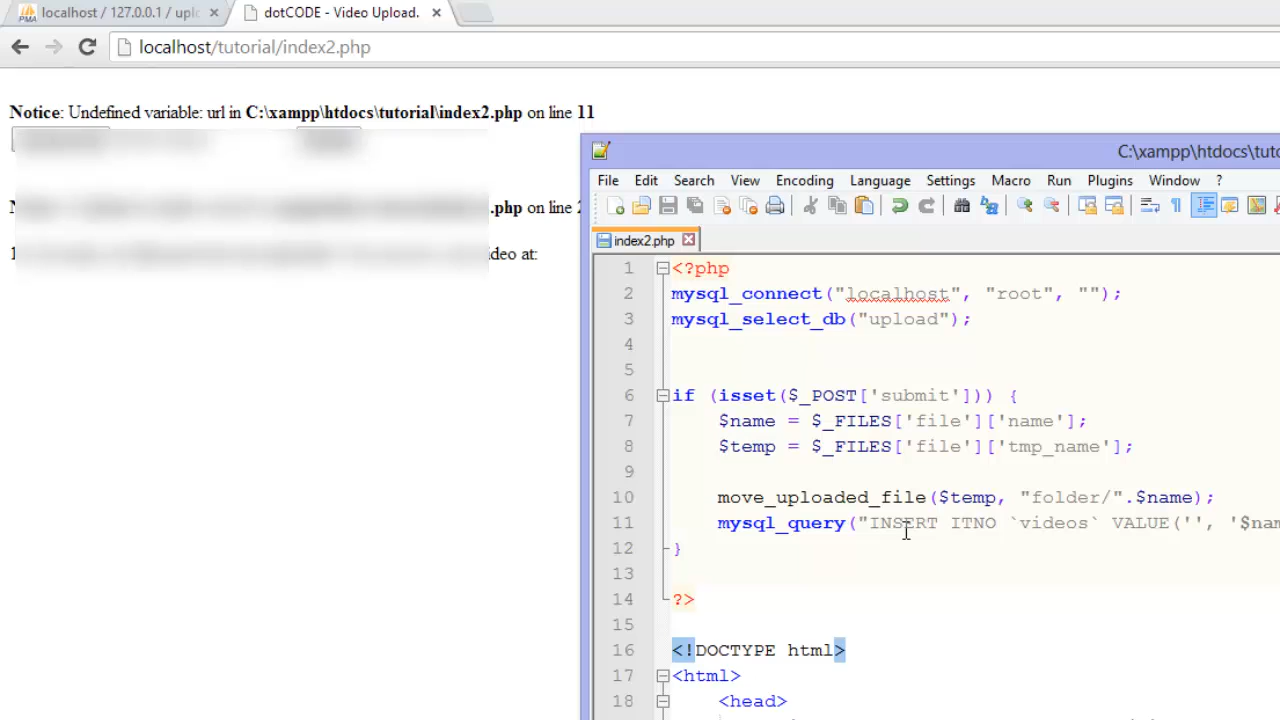 localhost / 127.0.0.1 / uplo
dotCODE - Video Upload.
localhost/tutorial/index2.php
Notice: Undefined variable: url in C:\xampp\htdocs\tutorial\index2.php on line 11
.php on line
ideo at:
C:\xampp\htdocs\tuto
File Edit Search View Encoding Language Settings Macro Run Plugins Window ?
index2.php
1 <?php
2 mysql_connect("localhost", "root", "");
3 mysql_select_db("upload");
4
5
6 if (isset($_POST['submit'])) {
7 $name = $_FILES['file']['name'];
8 $temp = $_FILES['file']['tmp_name'];
9
10 move_uploaded_file($temp, "folder/".$name);
11 mysql_query("INSERT ITNO `videos` VALUE('', '$nam
12 }
13
14 ?>
15
16 <!DOCTYPE html>
17 <html>
18 <head>